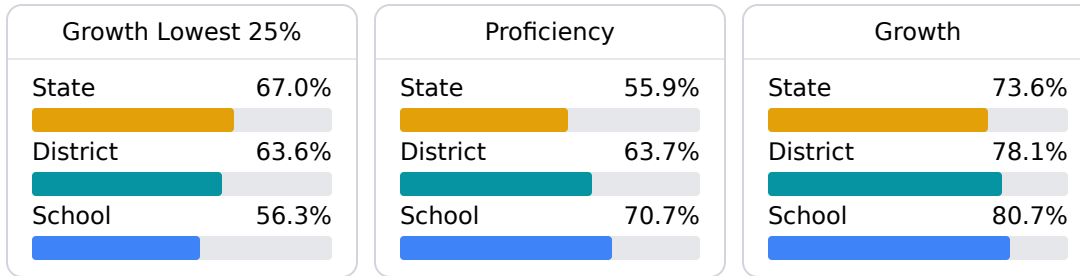 Growth Lowest 25%
State 67.0%
District 63.6%
School 56.3%
Proficiency
State 55.9%
District 63.7%
School 70.7%
Growth
State 73.6%
District 78.1%
School 80.7%